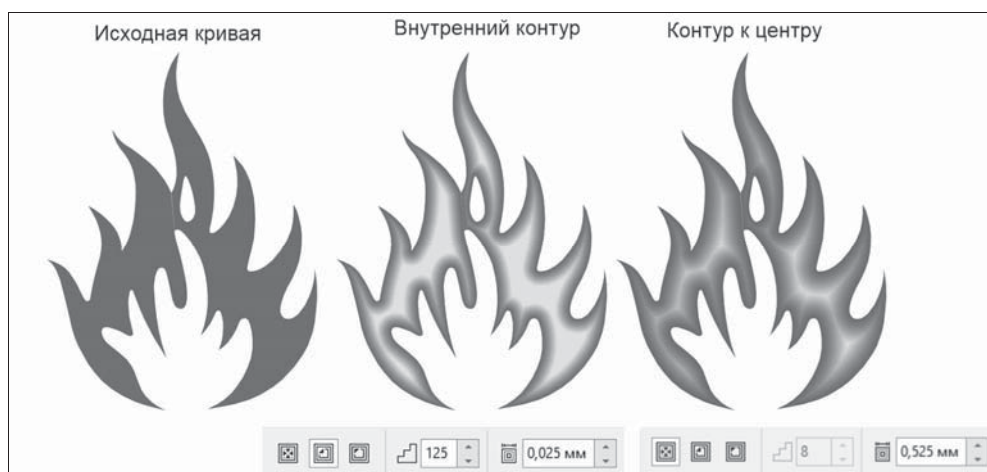 Исходная кривая
Внутренний контур
Контур к центру
125
0,025 мм
8
0,525 мм